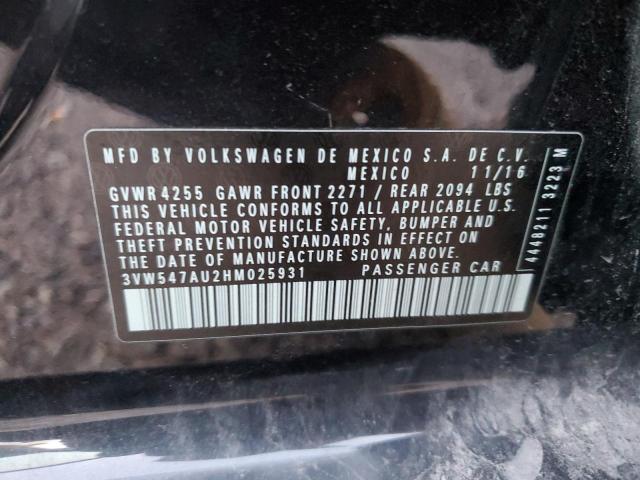 MFD BY VOLKSWAGEN DE MEXICO S.A. DE C.V.
MEXICO 11/16
GVWR 4255 GAWR FRONT 2271 / REAR 2094 LBS
THIS VEHICLE CONFORMS TO ALL APPLICABLE U.S.
FEDERAL MOTOR VEHICLE SAFETY, BUMPER AND
THEFT PREVENTION STANDARDS IN EFFECT ON
THE DATE OF MANUFACTURE SHOWN ABOVE.
3VW547AU2HM025931 PASSENGER CAR
4448211 3223 M